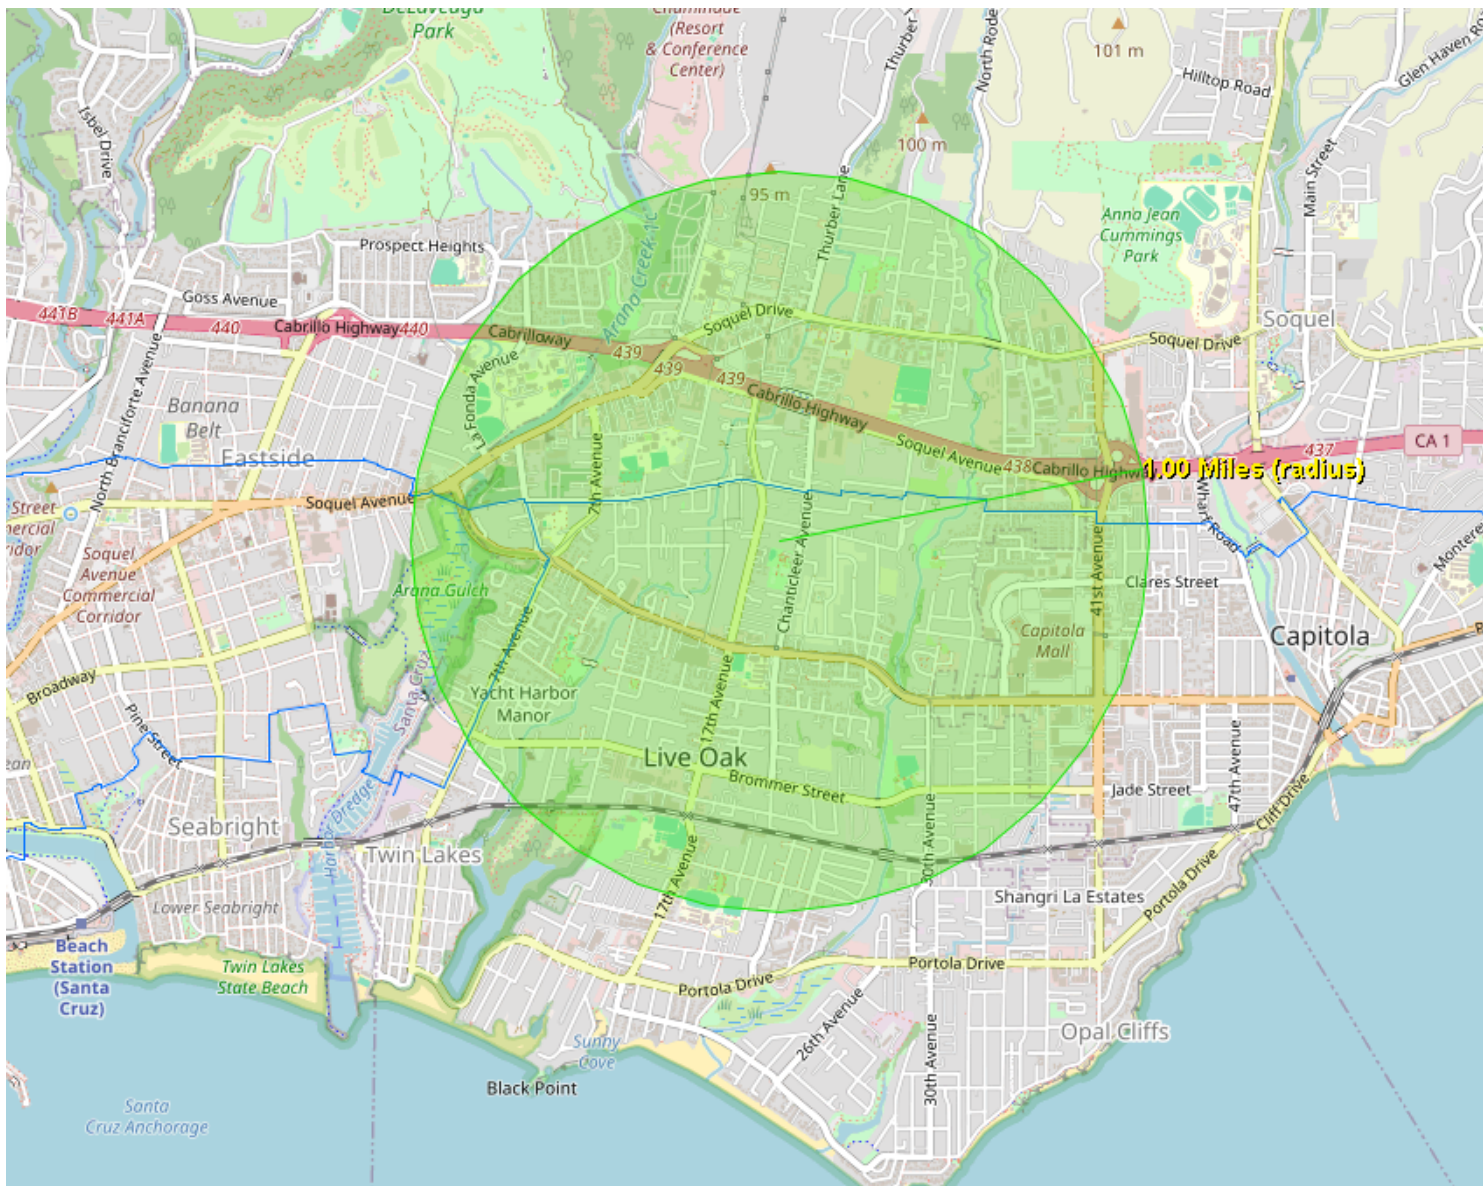 DeLaveaga
Park
Chaminade
(Resort
& Conference
Center)
Thurber
North Rode
101 m
Hilltop Road
Glen Haven Ro
Isbel Drive
100 m
Main Street
95 m
Thurber Lane
Anna Jean
Cummings
Park
Arana Creek
Prospect Heights
Goss Avenue
441B
441A
440
Cabrillo Highway
440
Cabrilloway
439
439
439
Soquel Drive
Soquel Drive
Soquel
La Fonda Avenue
North Branciforte Avenue
Banana
Belt
Eastside
Cabrillo Highway
Soquel Avenue
438
Cabrillo Highway
437
CA 1
1.00 Miles (radius)
7th Avenue
Soquel Avenue
Street
Soquel
Avenue
Commercial
Corridor
Wharf Road
Chanticleer Avenue
41st Avenue
Clares Street
Arana Gulch
Capitola
Mall
Capitola
Broadway
7th Avenue
Santa Cruz
Yacht Harbor
Manor
17th Avenue
Pine Street
Live Oak
Brommer Street
Jade Street
47th Avenue
Cliff Drive
Seabright
Harbor Dredge
Twin Lakes
17th Avenue
30th Avenue
Portola Drive
Shangri La Estates
Lower Seabright
Beach
Station
(Santa
Cruz)
Twin Lakes
State Beach
Portola Drive
Portola Drive
26th Avenue
30th Avenue
Opal Cliffs
Sunny
Cove
Black Point
Santa
Cruz Anchorage